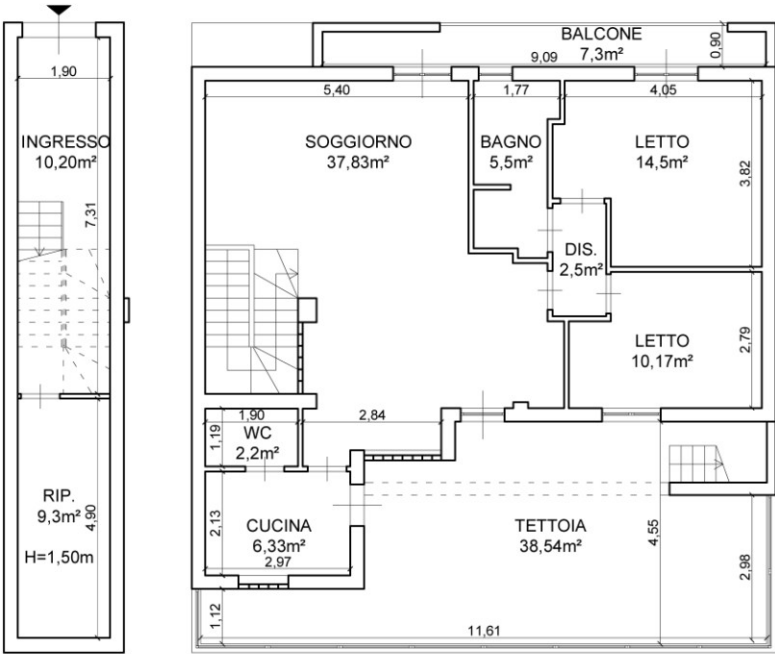 1,90
INGRESSO
10,20m²
7,31
RIP.
9,3m²
4,90
H=1,50m
BALCONE
7,3m²
0,90
9,09
5,40
1,77
4,05
SOGGIORNO
37,83m²
BAGNO
5,5m²
LETTO
14,5m²
3,82
DIS.
2,5m²
LETTO
10,17m²
2,79
1,90
2,84
1,19
WC
2,2m²
2,13
CUCINA
6,33m²
2,97
TETTOIA
38,54m²
4,55
2,98
1,12
11,61